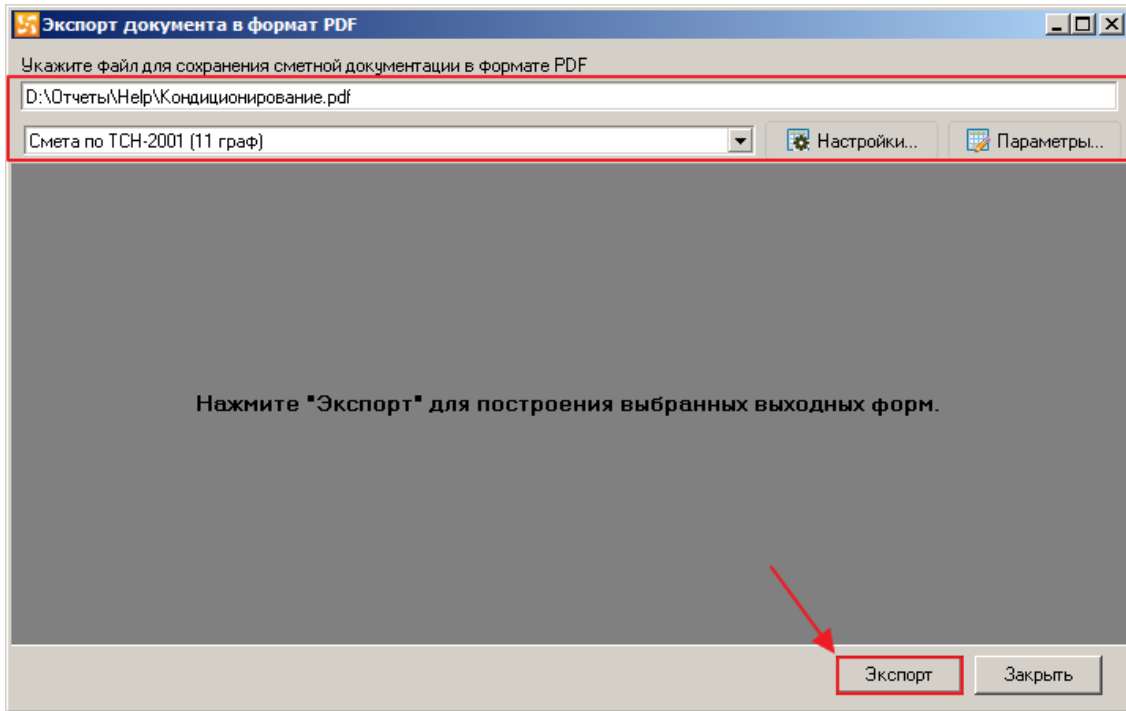 Экспорт документа в формат PDF
Укажите файл для сохранения сметной документации в формате PDF
D:\Отчеты\Help\Кондиционирование.pdf
Смета по ТСН-2001 (11 граф)
Настройки...
Параметры...
Нажмите "Экспорт" для построения выбранных выходных форм.
Экспорт
Закрыть